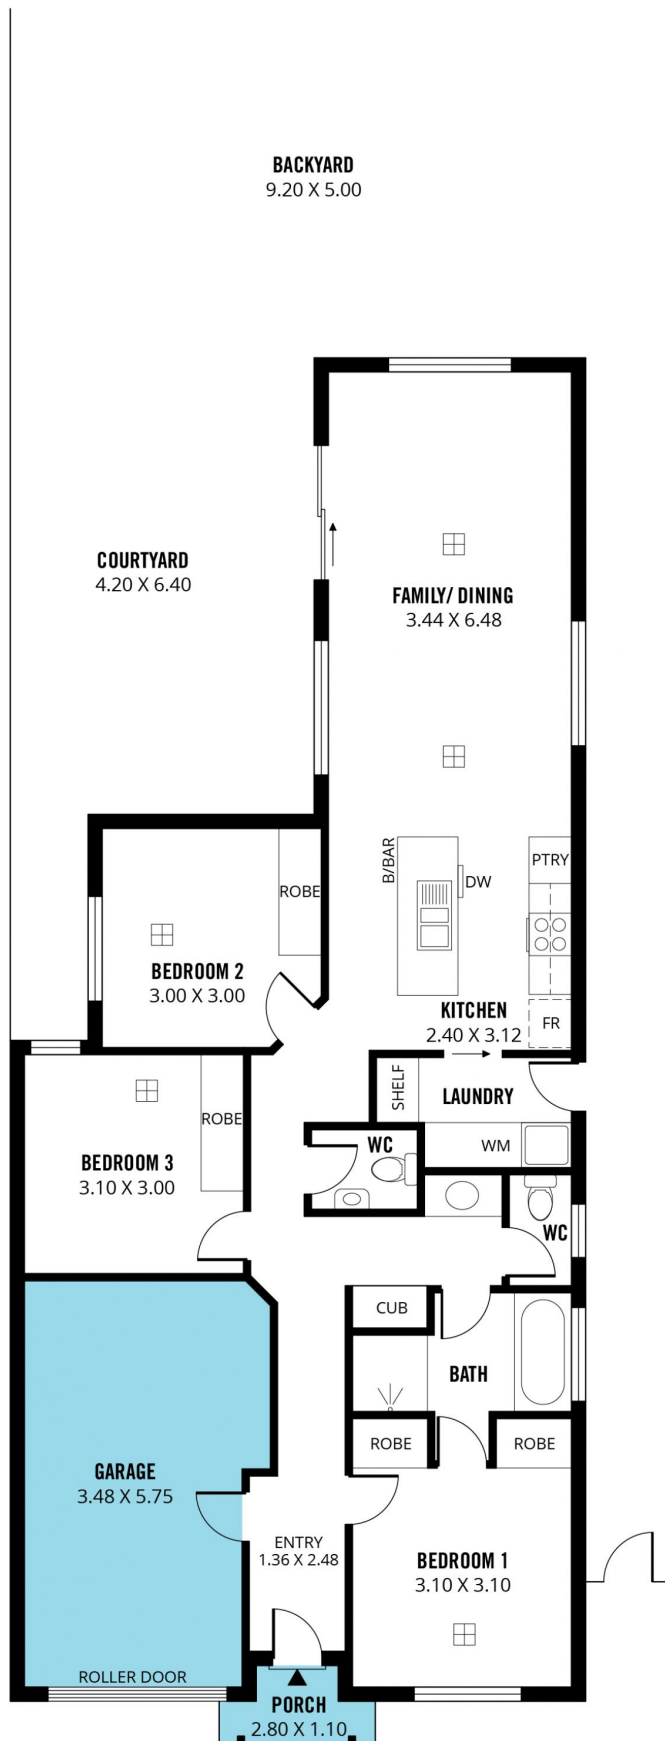 BACKYARD
9.20 X 5.00
COURTYARD
4.20 X 6.40
FAMILY/ DINING
3.44 X 6.48
B/BAR
DW
PTRY
ROBE
BEDROOM 2
3.00 X 3.00
KITCHEN
2.40 X 3.12
FR
SHELF
LAUNDRY
WM
ROBE
BEDROOM 3
3.10 X 3.00
WC
WC
CUB
BATH
ROBE
ROBE
GARAGE
3.48 X 5.75
ENTRY
1.36 X 2.48
BEDROOM 1
3.10 X 3.10
ROLLER DOOR
PORCH
2.80 X 1.10